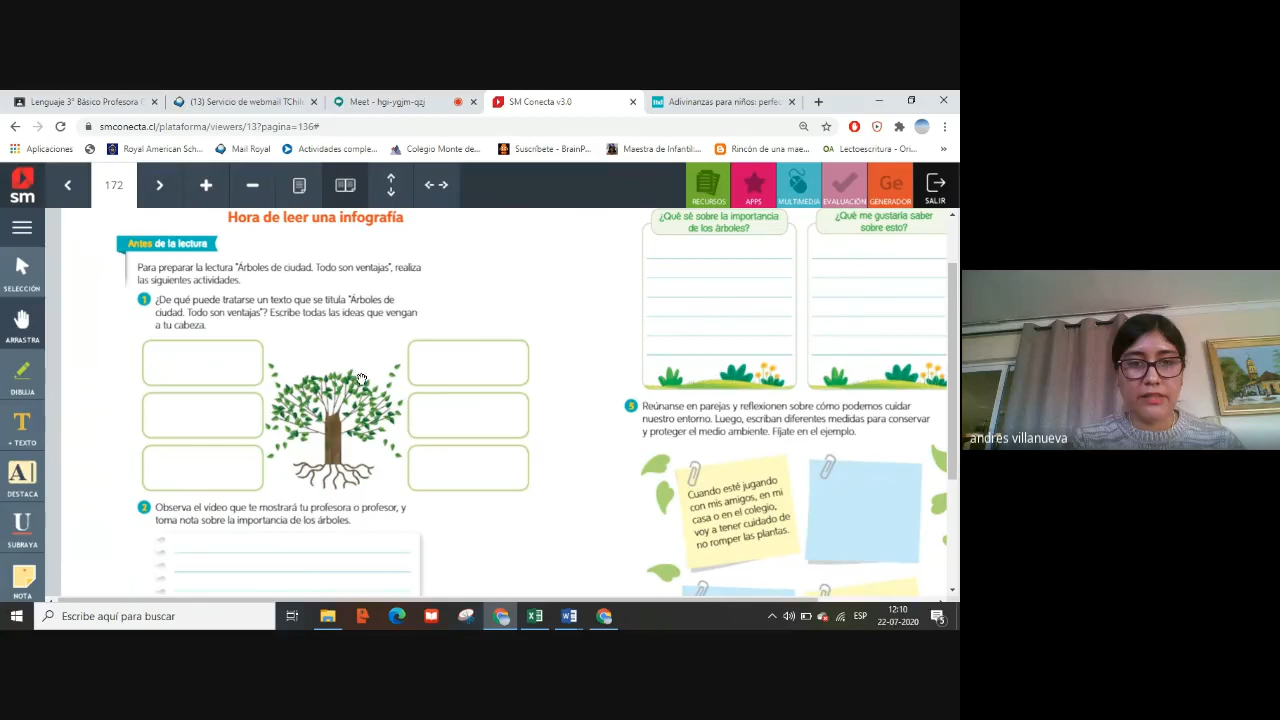 Lenguaje 3° Básico Profesora
(13) Servicio de webmail TChile
Meet - hgi-ygjm-qzj
SM Conecta v3.0
Adivinanzas para niños: perfec
smconecta.cl/plataforma/viewers/13?pagina=136#
Aplicaciones
Royal American Sch...
Mail Royal
Actividades comple...
Colegio Monte de...
Suscríbete - BrainP...
Maestra de Infantil:...
Rincón de una mae...
OA Lectoescritura - Ori...
sm
172
RECURSOS
APPS
MULTIMEDIA
EVALUACIÓN
Ge
GENERADOR
SALIR
SELECCIÓN
ARRASTRA
DIBUJA
T
+ TEXTO
A
DESTACA
U
SUBRAYA
NOTA
Hora de leer una infografía
Antes de la lectura
Para preparar la lectura "Árboles de ciudad. Todo son ventajas", realiza
las siguientes actividades.
1 ¿De qué puede tratarse un texto que se titula "Árboles de
ciudad. Todo son ventajas"? Escribe todas las ideas que vengan
a tu cabeza.
2 Observa el video que te mostrará tu profesora o profesor, y
toma nota sobre la importancia de los árboles.
¿Qué sé sobre la importancia
de los árboles?
¿Qué me gustaría saber
sobre esto?
5 Reúnanse en parejas y reflexionen sobre cómo podemos cuidar
nuestro entorno. Luego, escriban diferentes medidas para conservar
y proteger el medio ambiente. Fíjate en el ejemplo.
Cuando esté jugando
con mis amigos, en mi
casa o en el colegio,
voy a tener cuidado de
no romper las plantas.
andres villanueva
Escribe aquí para buscar
ESP
12:10
22-07-2020
5